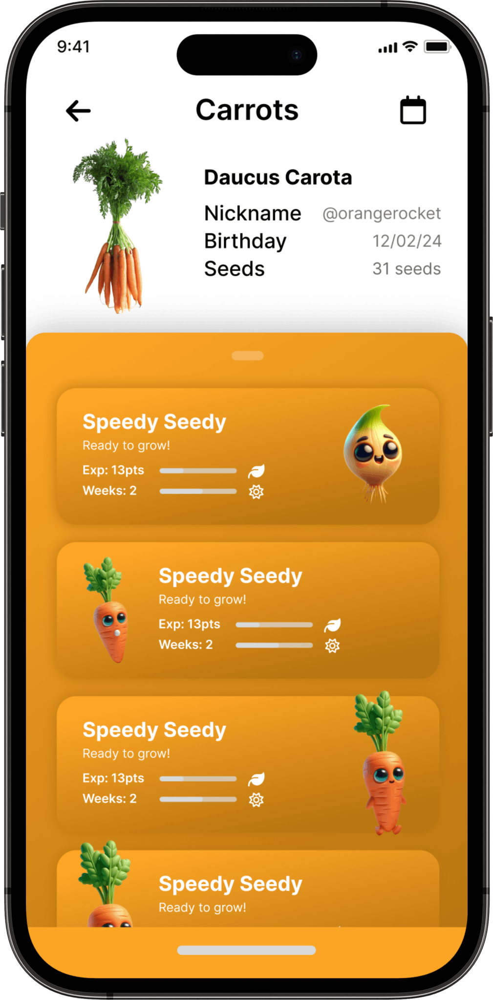 9:41
Carrots
Daucus Carota
Nickname @orangerocket
Birthday 12/02/24
Seeds 31 seeds
Speedy Seedy
Ready to grow!
Exp: 13pts
Weeks: 2
Speedy Seedy
Ready to grow!
Exp: 13pts
Weeks: 2
Speedy Seedy
Ready to grow!
Exp: 13pts
Weeks: 2
Speedy Seedy
Ready to grow!